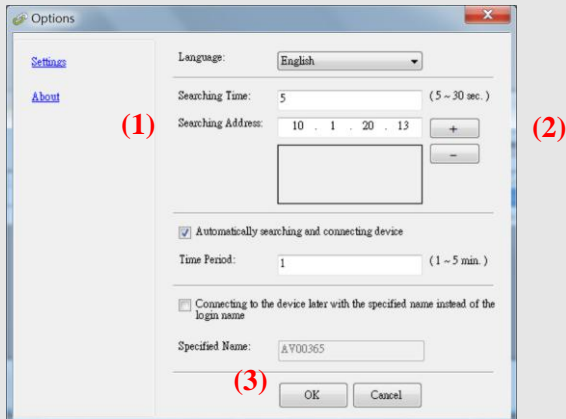 Options
Settings
About
Language: English
Searching Time: 5 (5 ~ 30 sec. )
(1) Searching Address: 10 . 1 . 20 . 13 + (2)
−
Automatically searching and connecting device
Time Period: 1 (1 ~ 5 min. )
Connecting to the device later with the specified name instead of the
login name
Specified Name: AV00365
(3) OK Cancel